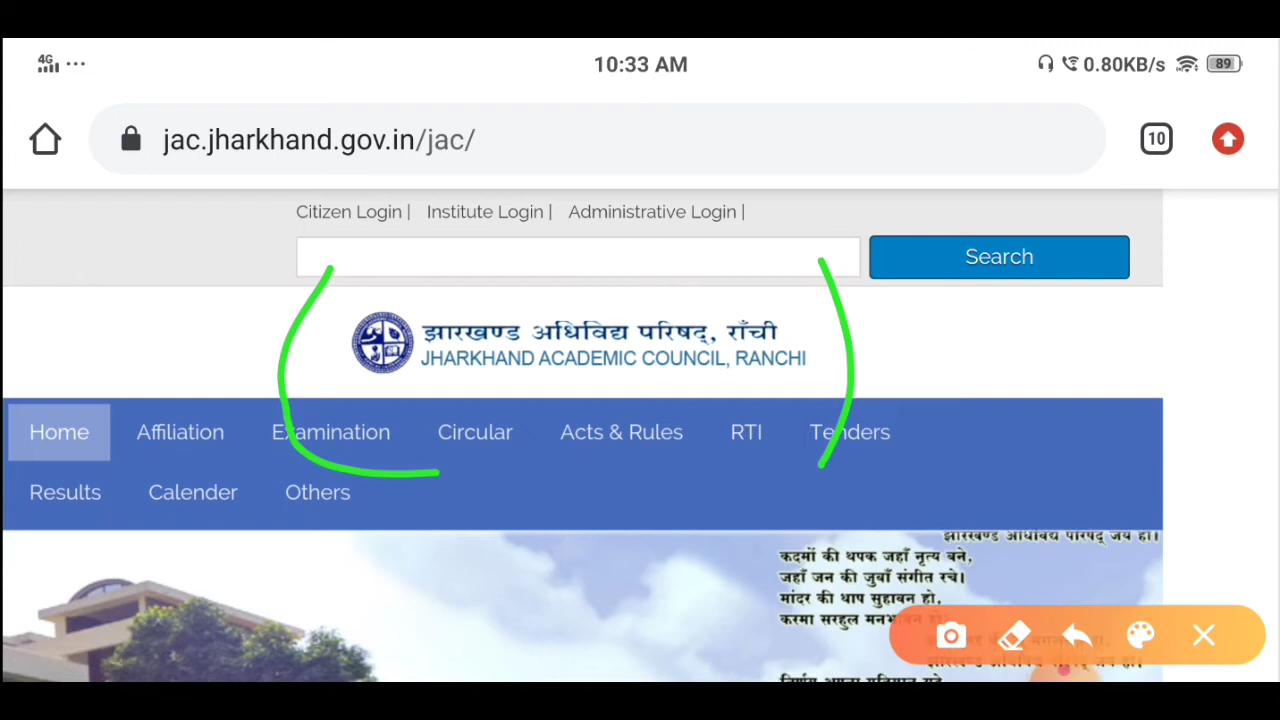 4G ... 10:33 AM 0.80KB/s 89
jac.jharkhand.gov.in/jac/ 10
Citizen Login | Institute Login | Administrative Login |
Search
झारखण्ड अधिविद्य परिषद्, राँची
JHARKHAND ACADEMIC COUNCIL, RANCHI
Home Affiliation Examination Circular Acts & Rules RTI Tenders
Results Calender Others
झारखण्ड अधिविद्य परिषद् जय हो।
कदमों की थपक जहाँ नृत्य बने,
जहाँ जन की जुबाँ संगीत रचे।
मांदर की थाप सुहावन हो,
करमा सरहुल मनभावन हो